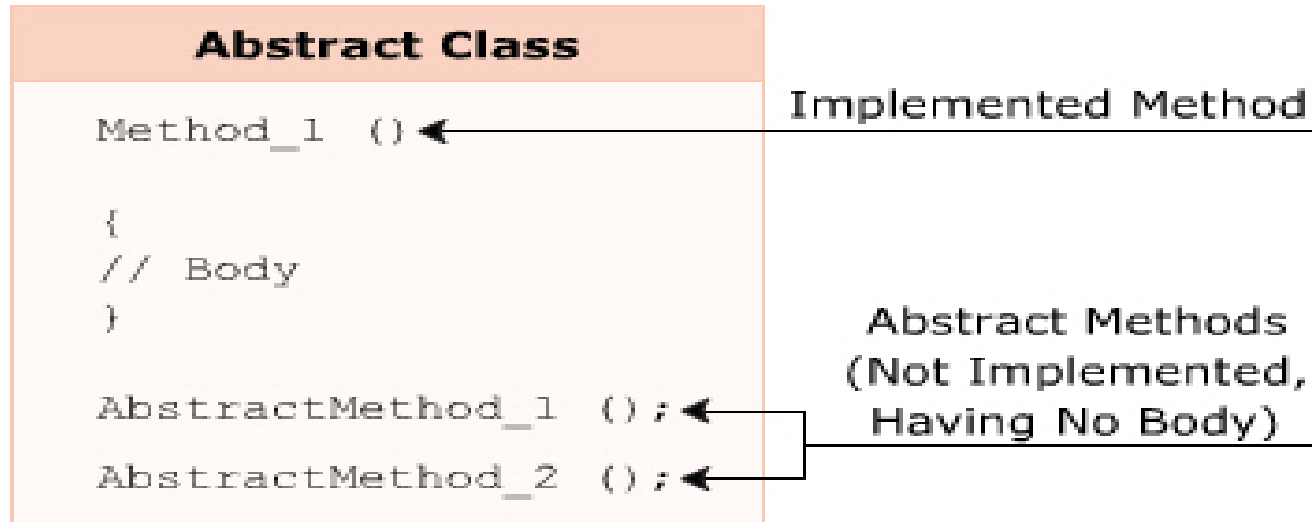 Abstract Class
Method_1 ()
Implemented Method
{
// Body
}
Abstract Methods
(Not Implemented,
Having No Body)
AbstractMethod_1 ();
AbstractMethod_2 ();